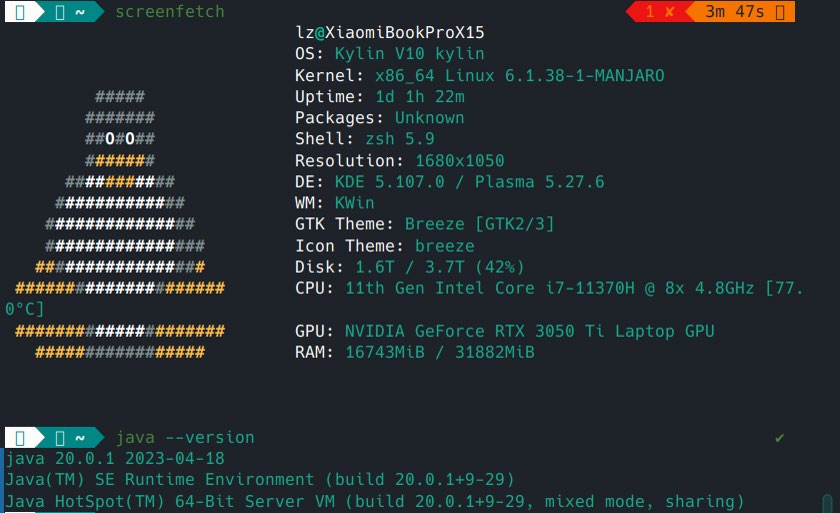 ~ screenfetch 1 ✘ 3m 47s
lz@XiaomiBookProX15
OS: Kylin V10 kylin
Kernel: x86_64 Linux 6.1.38-1-MANJARO
##### Uptime: 1d 1h 22m
####### Packages: Unknown
##O#O## Shell: zsh 5.9
####### Resolution: 1680x1050
########### DE: KDE 5.107.0 / Plasma 5.27.6
############# WM: KWin
############### GTK Theme: Breeze [GTK2/3]
################ Icon Theme: breeze
################# Disk: 1.6T / 3.7T (42%)
##################### CPU: 11th Gen Intel Core i7-11370H @ 8x 4.8GHz [77.
0°C]
##################### GPU: NVIDIA GeForce RTX 3050 Ti Laptop GPU
################# RAM: 16743MiB / 31882MiB
~ java --version ✔
java 20.0.1 2023-04-18
Java(TM) SE Runtime Environment (build 20.0.1+9-29)
Java HotSpot(TM) 64-Bit Server VM (build 20.0.1+9-29, mixed mode, sharing)